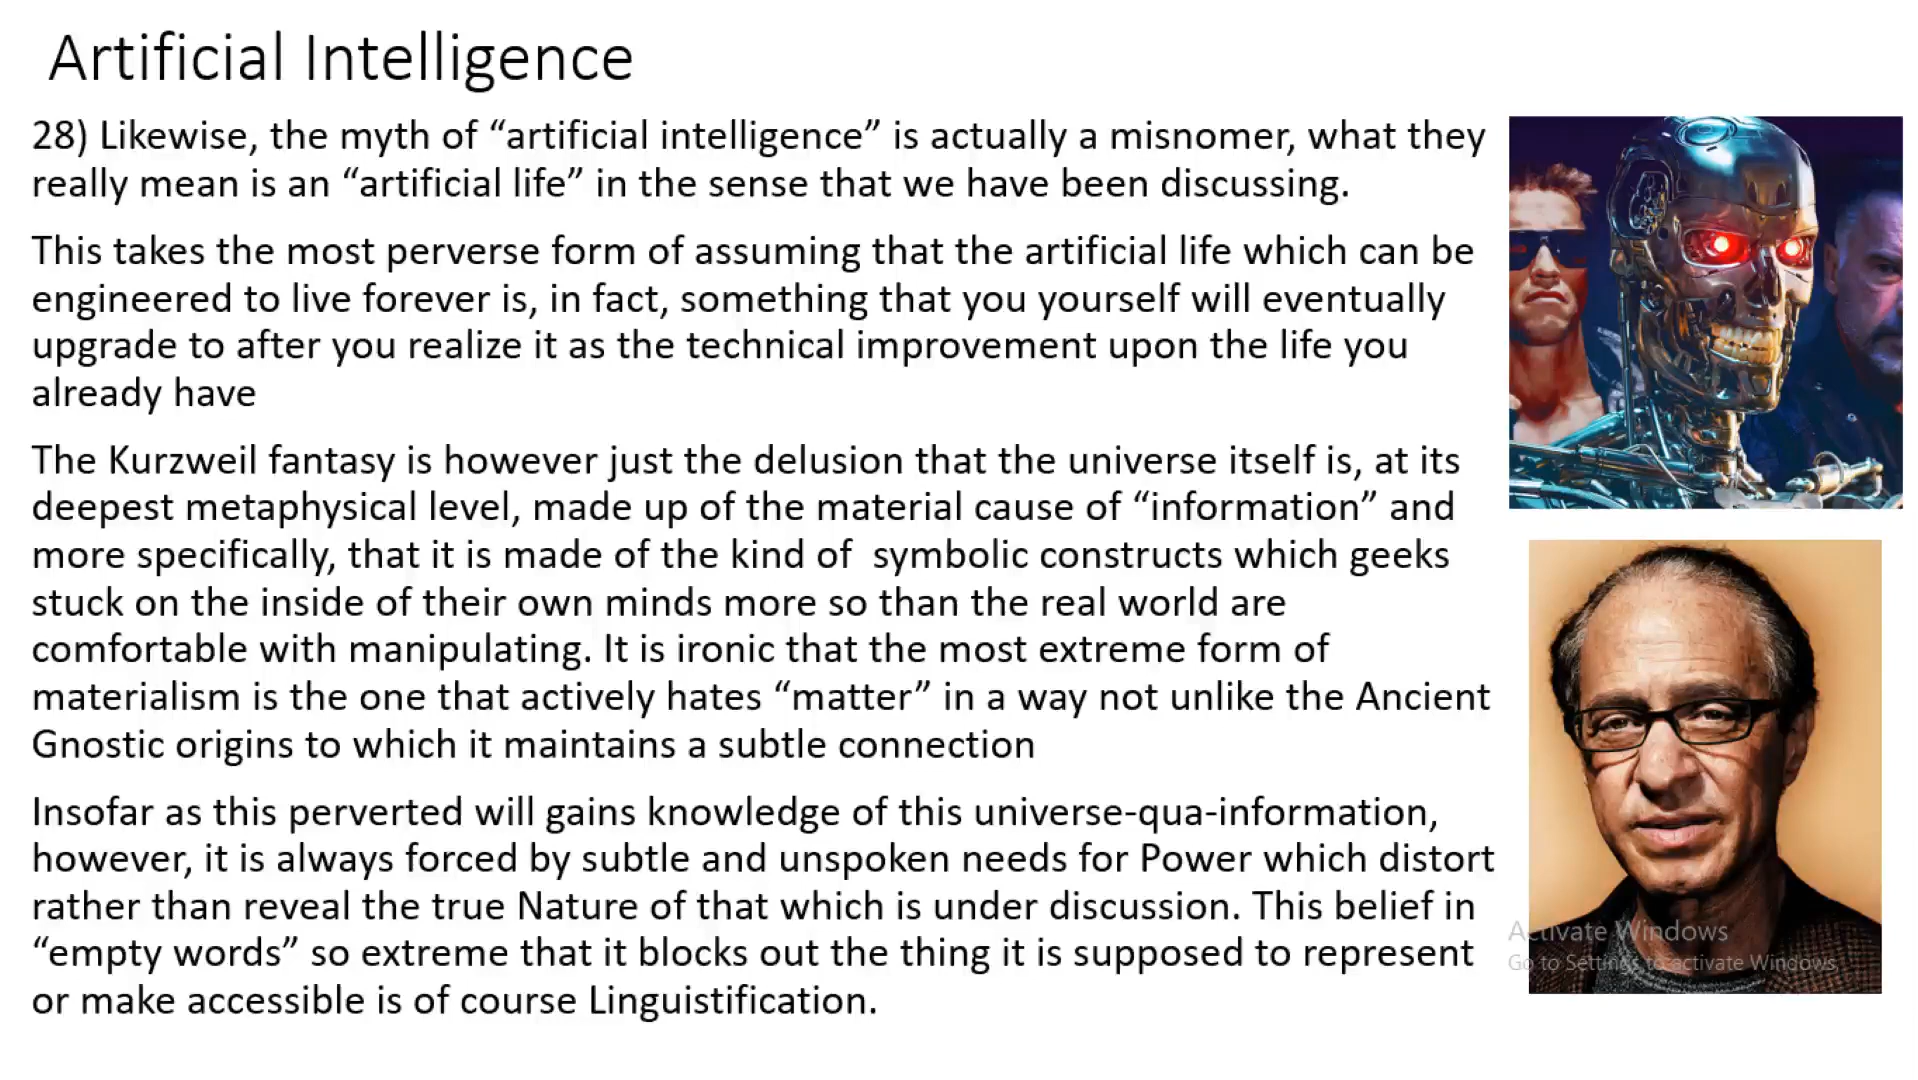 Artificial Intelligence
28) Likewise, the myth of “artificial intelligence” is actually a misnomer, what they
really mean is an “artificial life” in the sense that we have been discussing.
This takes the most perverse form of assuming that the artificial life which can be
engineered to live forever is, in fact, something that you yourself will eventually
upgrade to after you realize it as the technical improvement upon the life you
already have
The Kurzweil fantasy is however just the delusion that the universe itself is, at its
deepest metaphysical level, made up of the material cause of “information” and
more specifically, that it is made of the kind of  symbolic constructs which geeks
stuck on the inside of their own minds more so than the real world are
comfortable with manipulating. It is ironic that the most extreme form of
materialism is the one that actively hates “matter” in a way not unlike the Ancient
Gnostic origins to which it maintains a subtle connection
Insofar as this perverted will gains knowledge of this universe-qua-information,
however, it is always forced by subtle and unspoken needs for Power which distort
rather than reveal the true Nature of that which is under discussion. This belief in
“empty words” so extreme that it blocks out the thing it is supposed to represent
or make accessible is of course Linguistification.
Activate Windows
Go to Settings to activate Windows.